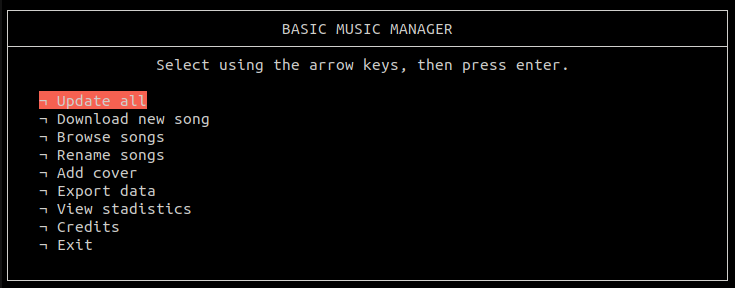 BASIC MUSIC MANAGER
Select using the arrow keys, then press enter.
¬ Update all
¬ Download new song
¬ Browse songs
¬ Rename songs
¬ Add cover
¬ Export data
¬ View stadistics
¬ Credits
¬ Exit